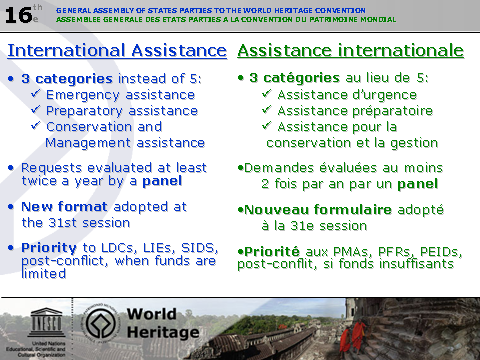 16th e
GENERAL ASSEMBLY OF STATES PARTIES TO THE WORLD HERITAGE CONVENTION
ASSEMBLEE GENERALE DES ETATS PARTIES A LA CONVENTION DU PATRIMOINE MONDIAL
International Assistance
• 3 categories instead of 5:
✓ Emergency assistance
✓ Preparatory assistance
✓ Conservation and
Management assistance
• Requests evaluated at least
twice a year by a panel
• New format adopted at
the 31st session
• Priority to LDCs, LIEs, SIDS,
post-conflict, when funds are
limited
Assistance internationale
• 3 catégories au lieu de 5:
✓ Assistance d'urgence
✓ Assistance préparatoire
✓ Assistance pour la
conservation et la gestion
•Demandes évaluées au moins
2 fois par an par un panel
•Nouveau formulaire adopté
à la 31e session
•Priorité aux PMAs, PFRs, PEIDs,
post-conflit, si fonds insuffisants
UNESCO
United Nations
Educational, Scientific and
Cultural Organization
World
Heritage